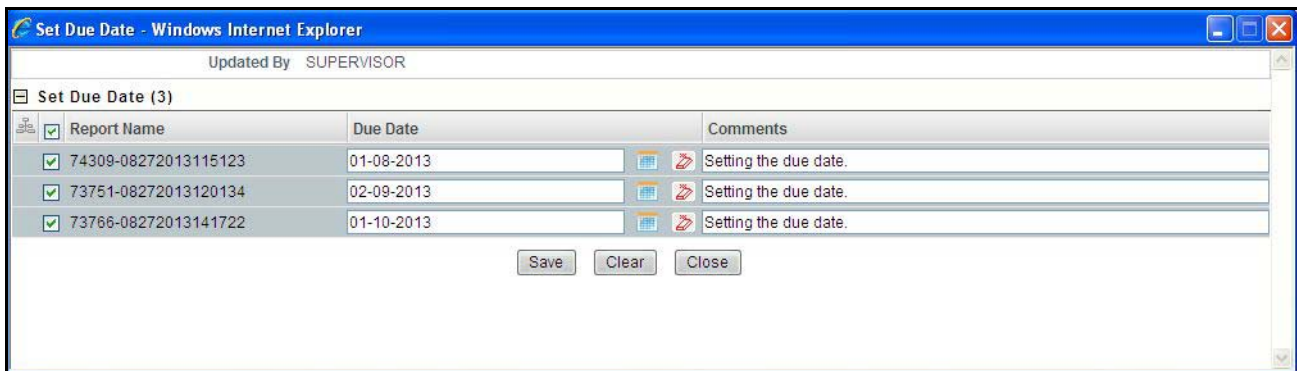 Set Due Date - Windows Internet Explorer
Updated By SUPERVISOR
Set Due Date (3)
Report Name Due Date Comments
74309-08272013115123 01-08-2013 Setting the due date.
73751-08272013120134 02-09-2013 Setting the due date.
73766-08272013141722 01-10-2013 Setting the due date.
Save Clear Close